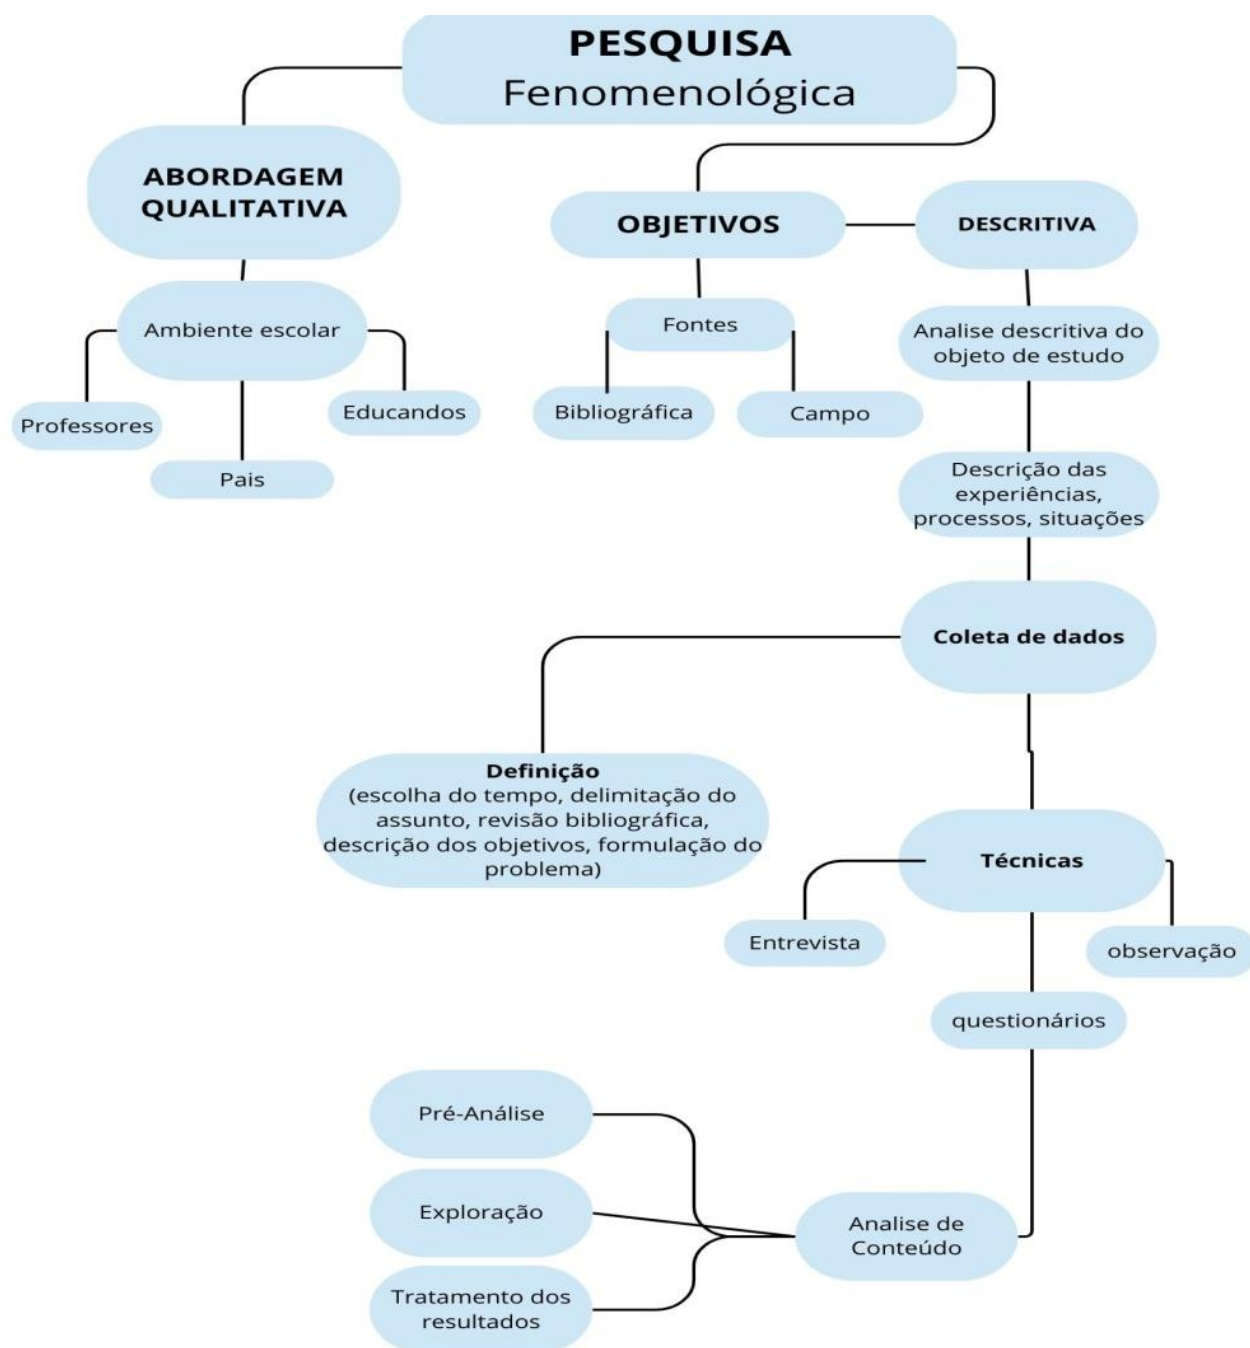 PESQUISA
Fenomenológica
ABORDAGEM
QUALITATIVA
OBJETIVOS
DESCRITIVA
Ambiente escolar
Fontes
Analise descritiva do
objeto de estudo
Professores
Educandos
Pais
Bibliográfica
Campo
Descrição das
experiências,
processos, situações
Coleta de dados
Definição
(escolha do tempo, delimitação do
assunto, revisão bibliográfica,
descrição dos objetivos, formulação do
problema)
Técnicas
Entrevista
observação
questionários
Pré-Análise
Exploração
Tratamento dos
resultados
Analise de
Conteúdo